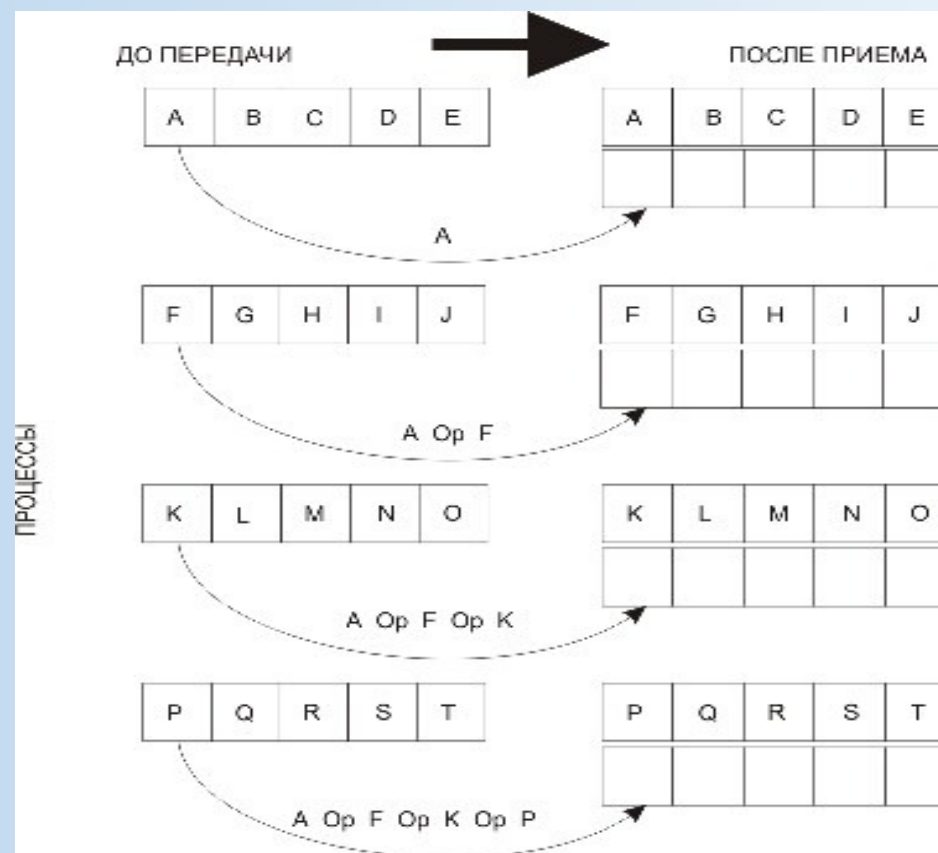 ДО ПЕРЕДАЧИ ПОСЛЕ ПРИЕМА
A B C D E A B C D E
A
F G H I J F G H I J
A Op F
ПРОЦЕССЫ
K L M N O K L M N O
A Op F Op K
P Q R S T P Q R S T
A Op F Op K Op P